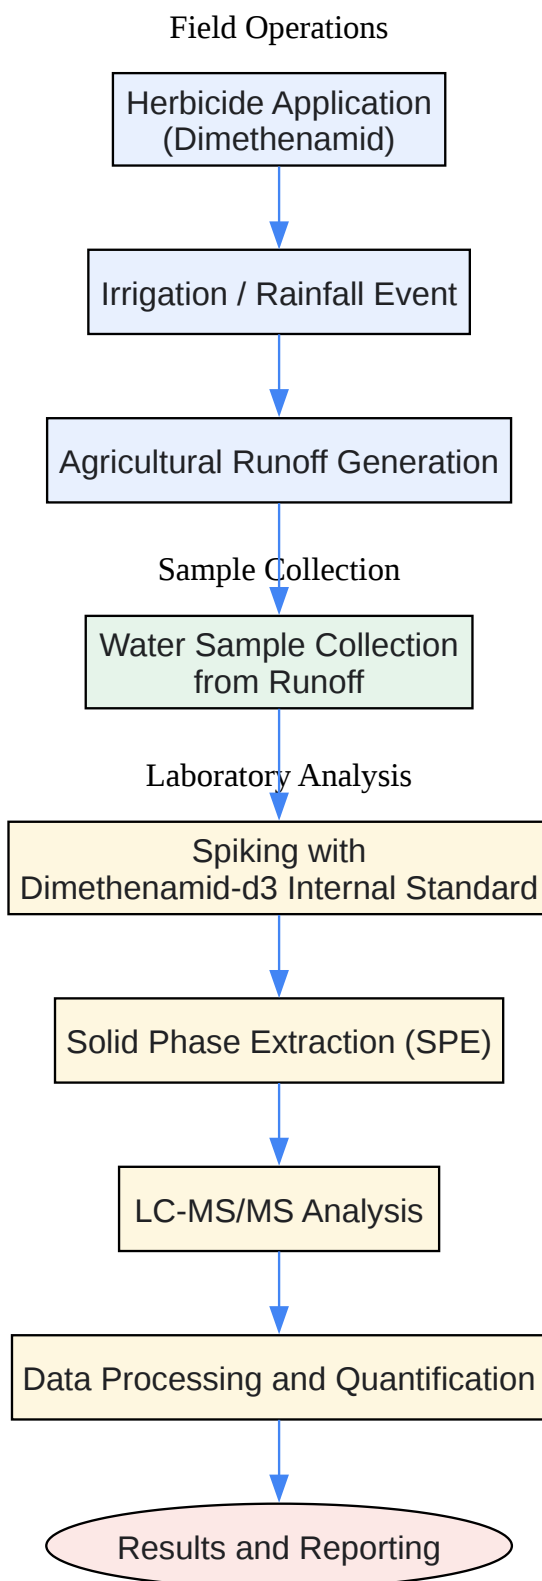 Field Operations
Herbicide Application
(Dimethenamid)
Irrigation / Rainfall Event
Agricultural Runoff Generation
Sample Collection
Water Sample Collection
from Runoff
Laboratory Analysis
Spiking with
Dimethenamid-d3 Internal Standard
Solid Phase Extraction (SPE)
LC-MS/MS Analysis
Data Processing and Quantification
Results and Reporting